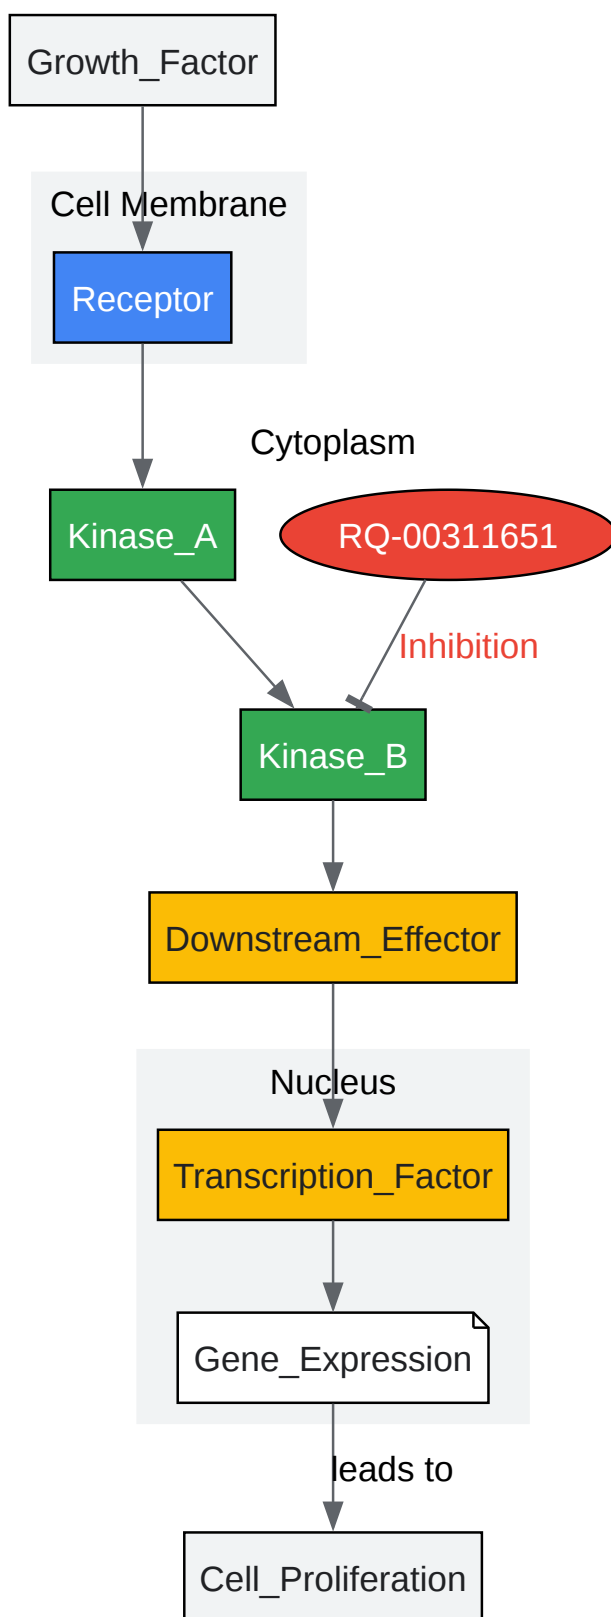 Growth_Factor
Cell Membrane
Receptor
Cytoplasm
Kinase_A
RQ-00311651
Inhibition
Kinase_B
Downstream_Effector
Nucleus
Transcription_Factor
Gene_Expression
leads to
Cell_Proliferation